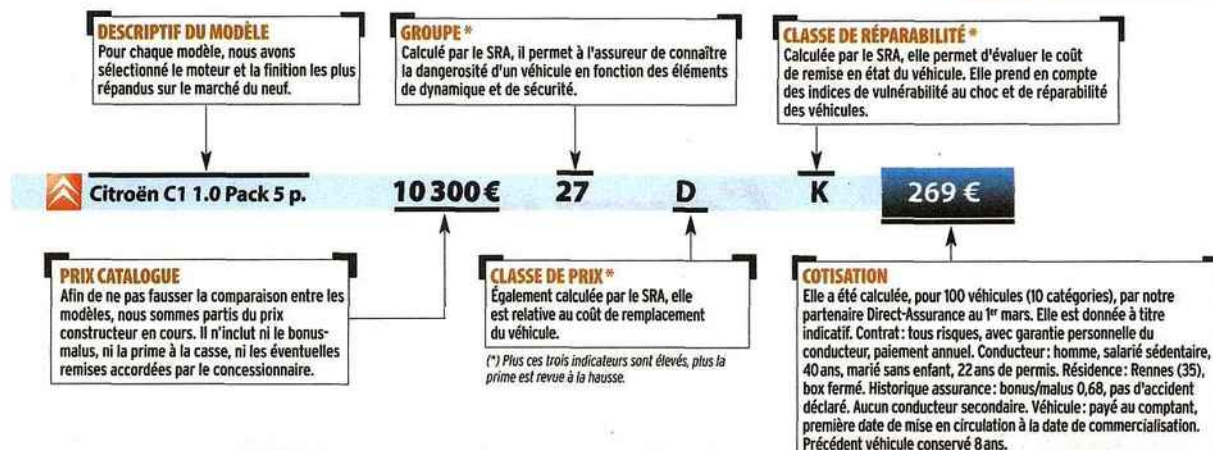 DESCRIPTIF DU MODÈLE
Pour chaque modèle, nous avons
sélectionné le moteur et la finition les plus
répandus sur le marché du neuf.
GROUPE *
Calculé par le SRA, il permet à l'assureur de connaître
la dangerosité d'un véhicule en fonction des éléments
de dynamique et de sécurité.
CLASSE DE RÉPARABILITÉ *
Calculée par le SRA, elle permet d'évaluer le coût
de remise en état du véhicule. Elle prend en compte
des indices de vulnérabilité au choc et de réparabilité
des véhicules.
Citroën C1 1.0 Pack 5 p. 10 300 € 27 D K 269 €
PRIX CATALOGUE
Afin de ne pas fausser la comparaison entre les
modèles, nous sommes partis du prix
constructeur en cours. Il n'inclut ni le bonus-
malus, ni la prime à la casse, ni les éventuelles
remises accordées par le concessionnaire.
CLASSE DE PRIX *
Également calculée par le SRA, elle
est relative au coût de remplacement
du véhicule.
(*) Plus ces trois indicateurs sont élevés, plus la
prime est revue à la hausse.
COTISATION
Elle a été calculée, pour 100 véhicules (10 catégories), par notre
partenaire Direct-Assurance au 1er mars. Elle est donnée à titre
indicatif. Contrat : tous risques, avec garantie personnelle du
conducteur, paiement annuel. Conducteur : homme, salarié sédentaire,
40 ans, marié sans enfant, 22 ans de permis. Résidence : Rennes (35),
box fermé. Historique assurance : bonus/malus 0,68, pas d'accident
déclaré. Aucun conducteur secondaire. Véhicule : payé au comptant,
première date de mise en circulation à la date de commercialisation.
Précédent véhicule conservé 8 ans.